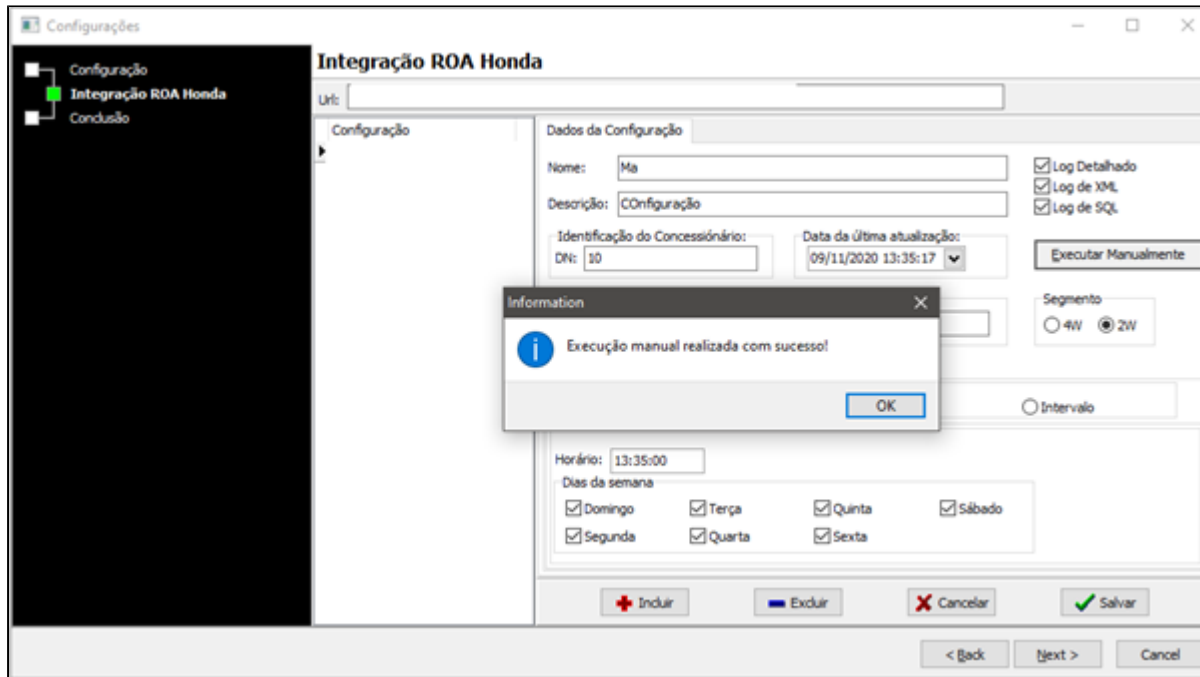 Configurações
Configuração
Integração ROA Honda
Conclusão
Integração ROA Honda
Url:
Configuração
Dados da Configuração
Nome: Ma
Log Detalhado
Log de XML
Descrição: COnfiguração
Log de SQL
Identificação do Concessiónário:
Data da última atualização:
DN: 10
09/11/2020 13:35:17
Executar Manualmente
Information
Execução manual realizada com sucesso!
OK
Segmento
4W 2W
Intervalo
Horário: 13:35:00
Dias da semana
Domingo Terça Quinta Sábado
Segunda Quarta Sexta
Incluir Excluir Cancelar Salvar
< Back Next > Cancel